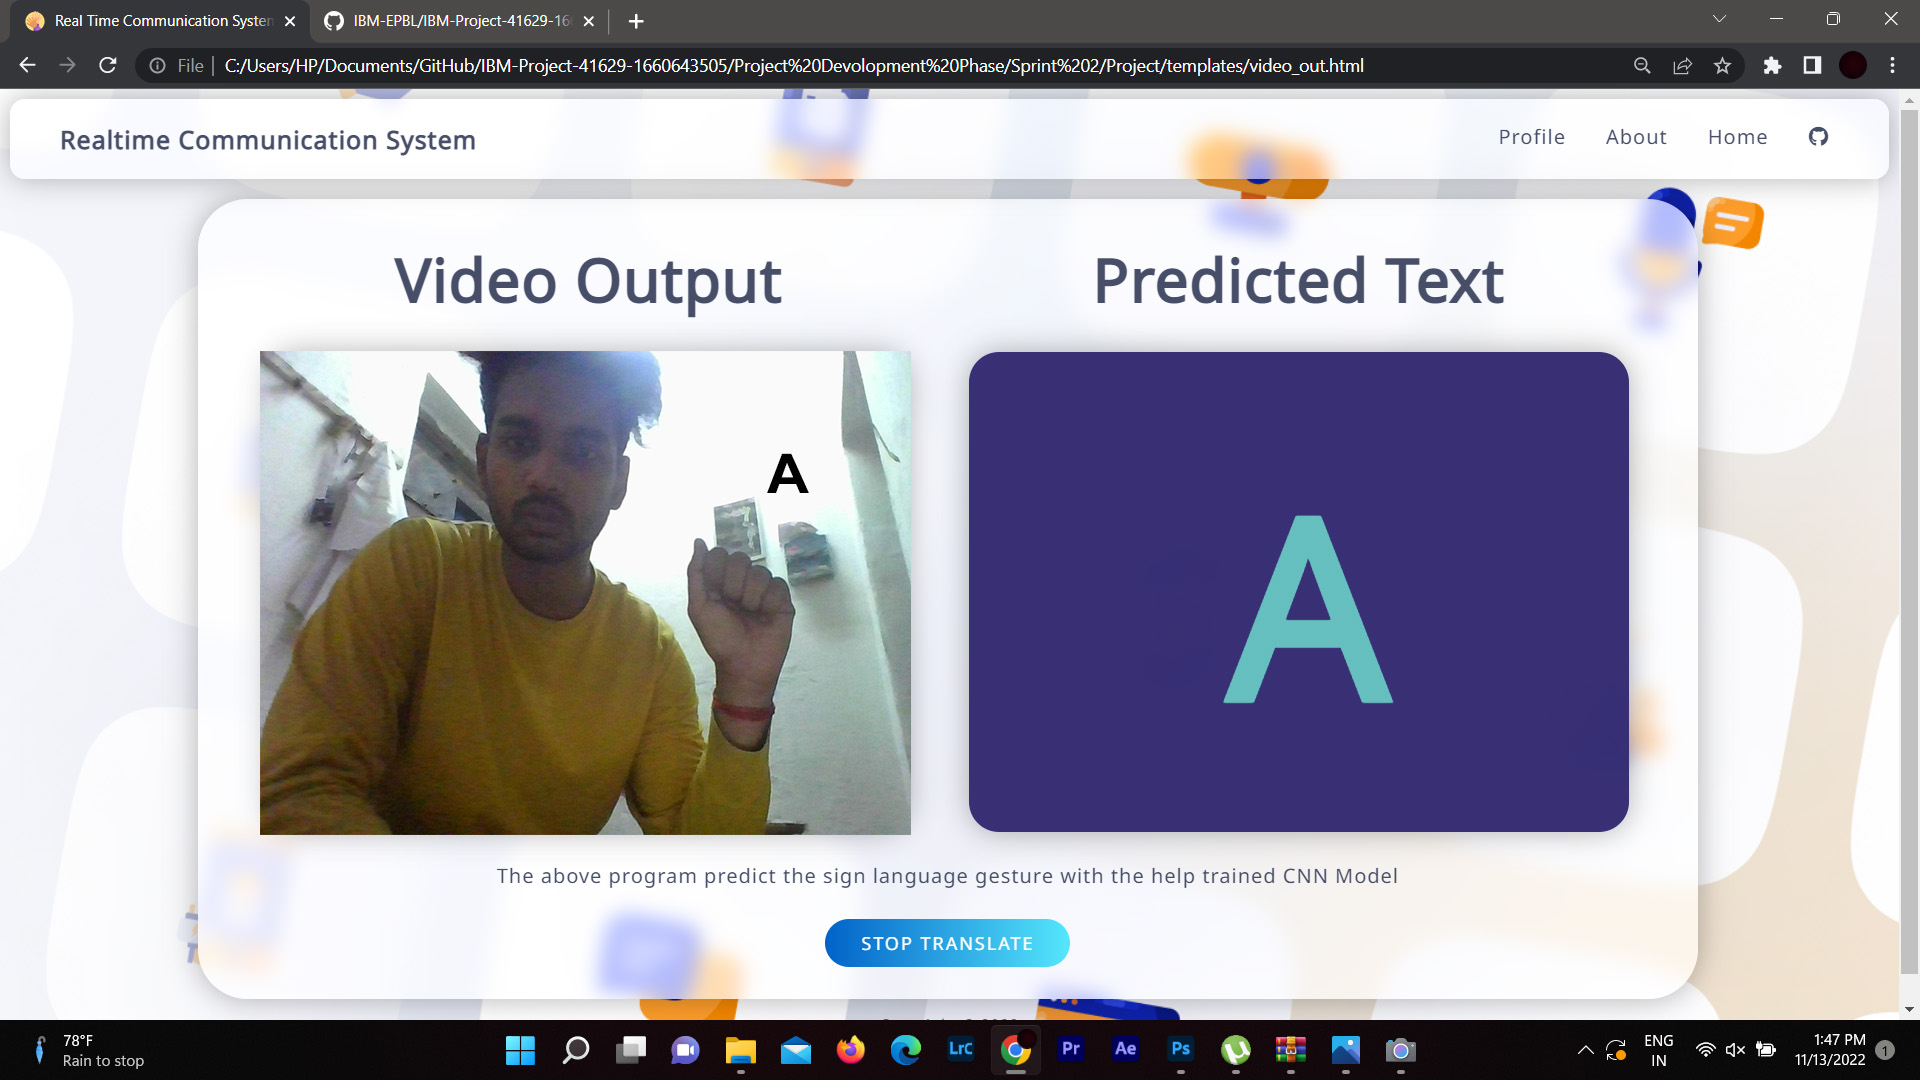 Real Time Communication System
IBM-EPBL/IBM-Project-41629-16
File
C:/Users/HP/Documents/GitHub/IBM-Project-41629-1660643505/Project%20Devolopment%20Phase/Sprint%202/Project/templates/video_out.html
Realtime Communication System
Profile
About
Home
Video Output
Predicted Text
A
A
The above program predict the sign language gesture with the help trained CNN Model
STOP TRANSLATE
78°F
Rain to stop
LrC
Pr
Ae
Ps
ENG
IN
1:47 PM
11/13/2022
1